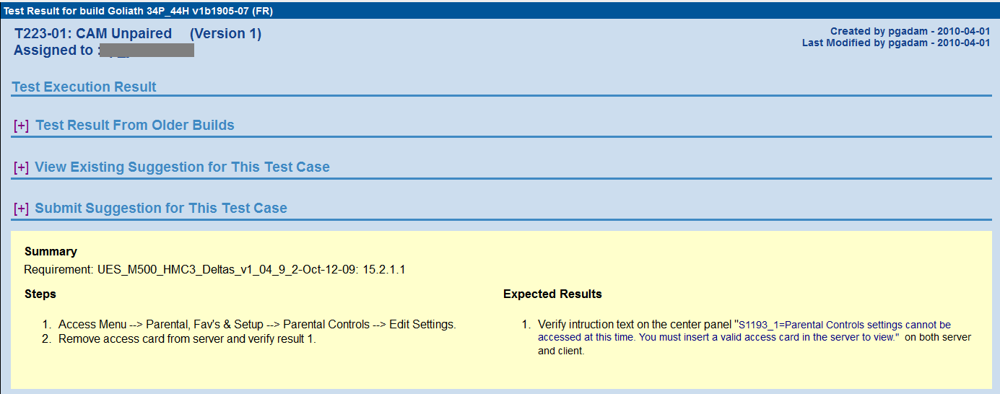 Test Result for build Goliath 34P_44H v1b1905-07 (FR)
T223-01: CAM Unpaired (Version 1)
Created by pgadam - 2010-04-01
Assigned to :
Last Modified by pgadam - 2010-04-01
Test Execution Result
[+] Test Result From Older Builds
[+] View Existing Suggestion for This Test Case
[+] Submit Suggestion for This Test Case
Summary
Requirement: UES_M500_HMC3_Deltas_v1_04_9_2-Oct-12-09: 15.2.1.1
Steps
1. Access Menu --> Parental, Fav's & Setup --> Parental Controls --> Edit Settings.
2. Remove access card from server and verify result 1.
Expected Results
1. Verify intruction text on the center panel "S1193_1=Parental Controls settings cannot be
accessed at this time. You must insert a valid access card in the server to view." on both server
and client.